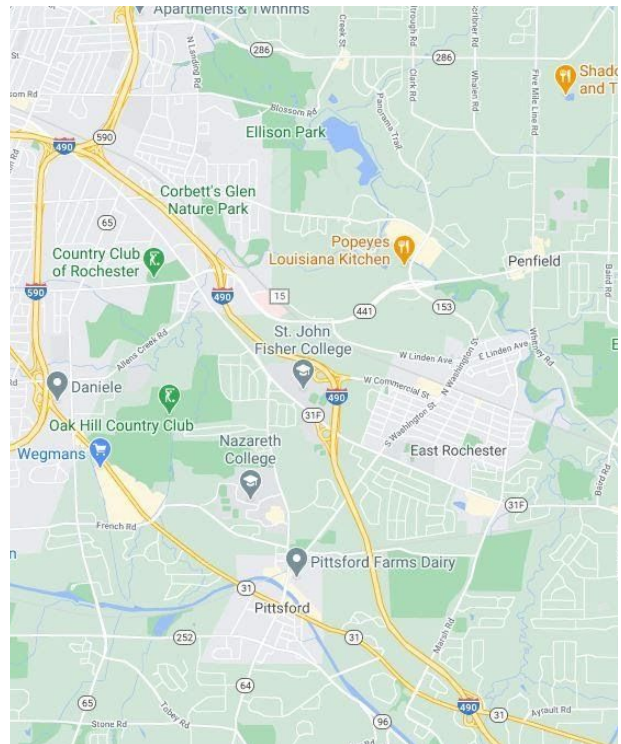 Apartments & Twnhms
N Landing Rd
286
Creek St
Clark Rd
Whalen Rd
Five Mile Line Rd
286
Shado
and T
Blossom Rd
Panorama Trail
590
Ellison Park
490
Corbett's Glen
Nature Park
65
Country Club
of Rochester
Popeyes
Louisiana Kitchen
Penfield
Baird Rd
590
490
15
441
153
Allens Creek Rd
St. John
Fisher College
W Linden Ave
E Linden Ave
Whitney Rd
N Washington St
W Commercial St
Daniele
490
31F
S Washington St
Oak Hill Country Club
Wegmans
Nazareth
College
East Rochester
31F
Baird Rd
French Rd
n
Pittsford Farms Dairy
31
Pittsford
252
31
Marsh Rd
64
65
490
31
Ayrault Rd
Stone Rd
Tobey Rd
96